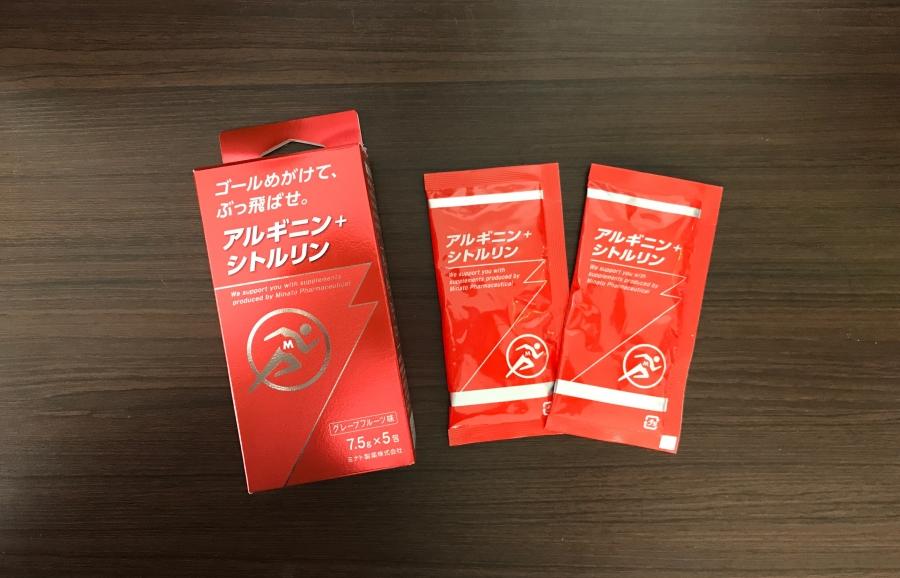 ゴールめがけて、
ぶっ飛ばせ。
アルギニン+
シトルリン
We support you with supplements
produced by Minato Pharmaceutical
M
グレープフルーツ味
7.5g×5包
ミナト製薬株式会社
アルギニン+
シトルリン
We support you with
supplements produced by
Minato Pharmaceutical
M
アルギニン+
シトルリン
We support you with
supplements produced by
Minato Pharmaceutical
M
プラ